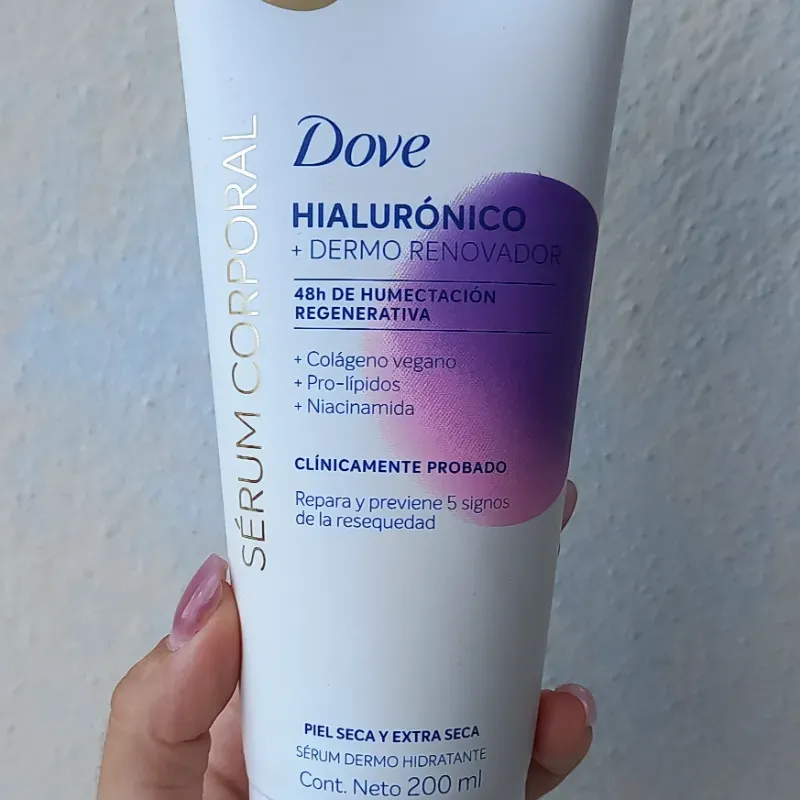 SÉRUM CORPORAL
Dove
HIALURÓNICO
+ DERMO RENOVADOR
48h DE HUMECTACIÓN
REGENERATIVA
+ Colágeno vegano
+ Pro-lípidos
+ Niacinamida
CLÍNICAMENTE PROBADO
Repara y previene 5 signos
de la resequedad
PIEL SECA Y EXTRA SECA
SÉRUM DERMO HIDRATANTE
Cont. Neto 200 ml